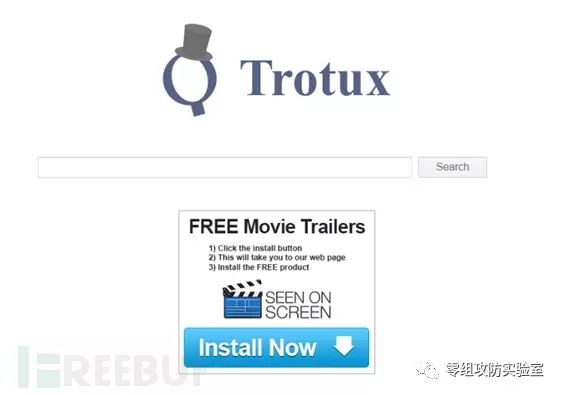 Trotux
Search
FREE Movie Trailers
1) Click the install button
2) This will take you to our web page
3) Install the FREE product
SEEN ON
SCREEN
Install Now
FREEBUF
零组攻防实验室